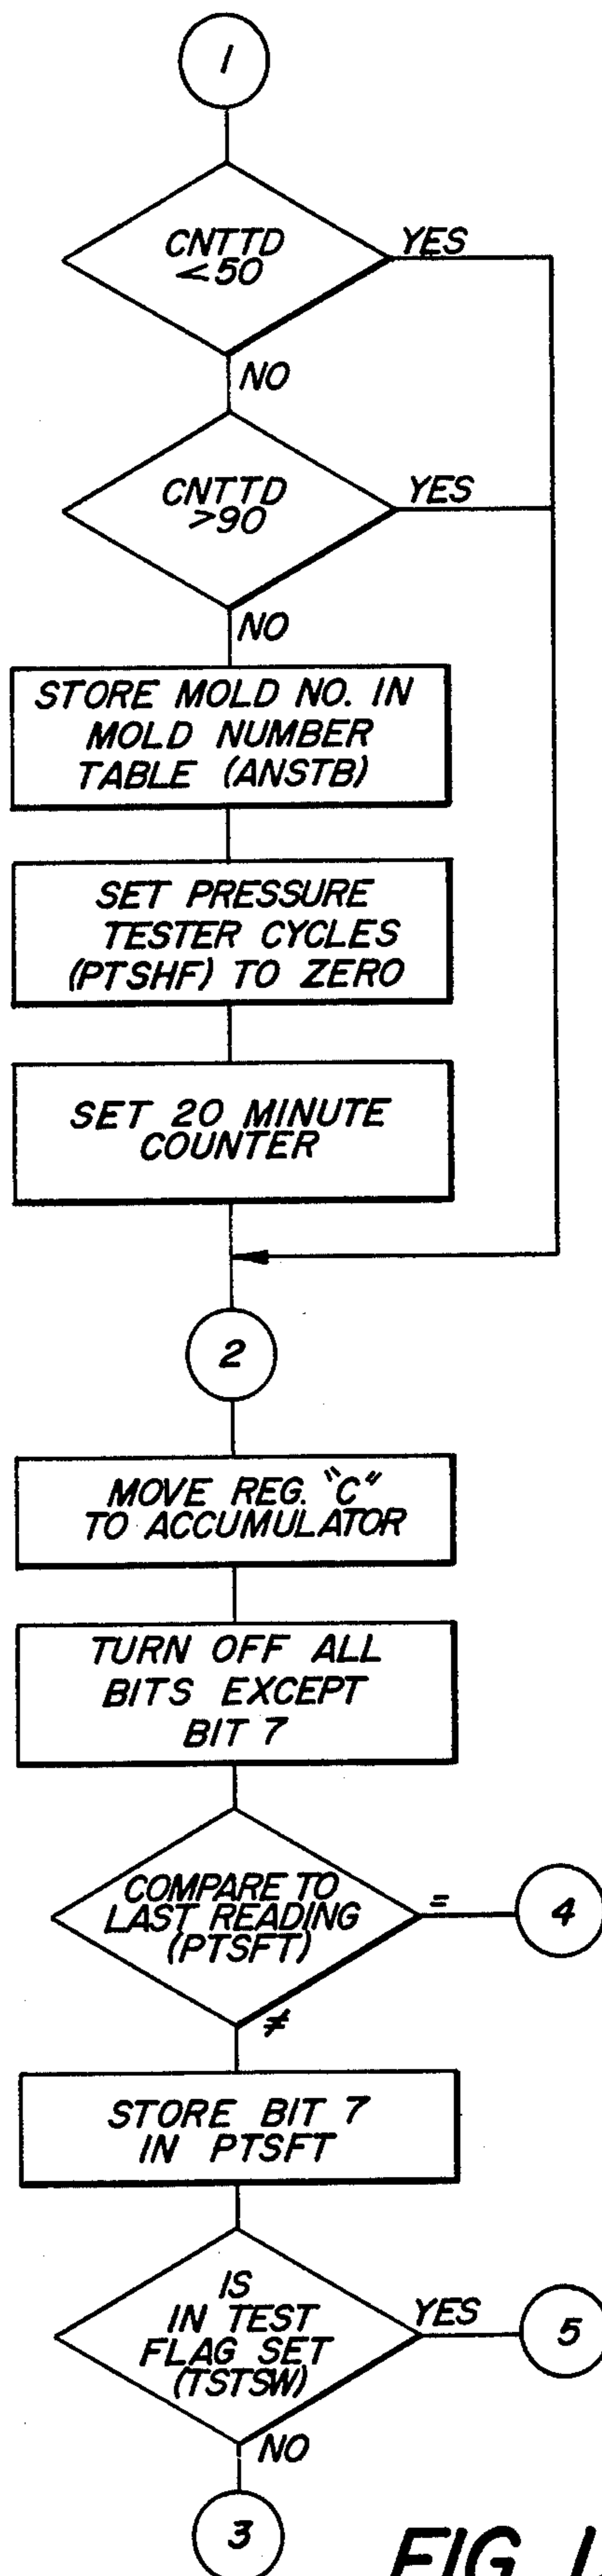 1
CNTTD
<50
YES
NO
CNTTD
>90
YES
NO
STORE MOLD NO. IN
MOLD NUMBER
TABLE (ANSTB)
SET PRESSURE
TESTER CYCLES
(PTSHF) TO ZERO
SET 20 MINUTE
COUNTER
2
MOVE REG. "C"
TO ACCUMULATOR
TURN OFF ALL
BITS EXCEPT
BIT 7
COMPARE TO
LAST READING
(PTSFT)
=
4
≠
STORE BIT 7
IN PTSFT
IS
IN TEST
FLAG SET
(TSTSW)
YES
5
NO
3
FIG.